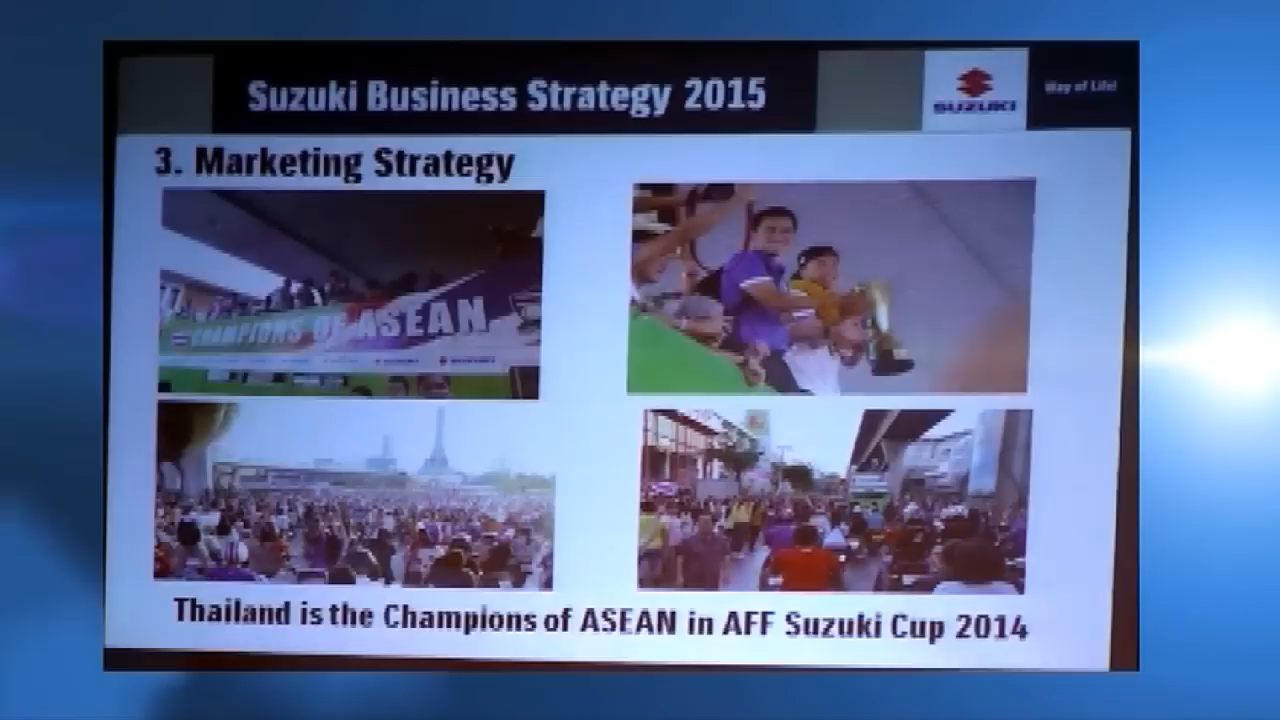 Suzuki Business Strategy 2015
SUZUKI
Way of Life!
3. Marketing Strategy
CHAMPIONS OF ASEAN
SUZUKI
Thailand is the Champions of ASEAN in AFF Suzuki Cup 2014